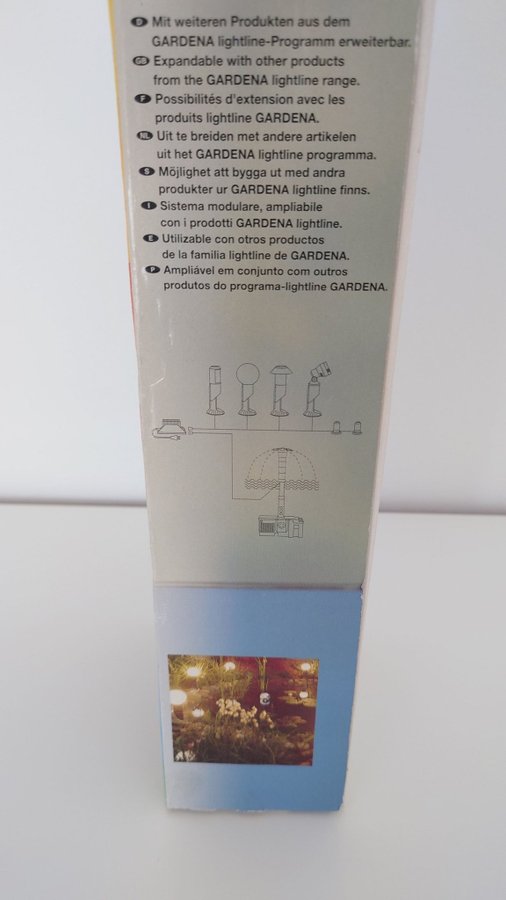 D Mit weiteren Produkten aus dem
GARDENA lightline-Programm erweiterbar.
GB Expandable with other products
from the GARDENA lightline range.
F Possibilités d'extension avec les
produits lightline GARDENA.
NL Uit te breiden met andere artikelen
uit het GARDENA lightline programma.
S Möjlighet att bygga ut med andra
produkter ur GARDENA lightline finns.
I Sistema modulare, ampliabile
con i prodotti GARDENA lightline.
E Utilizable con otros productos
de la familia lightline de GARDENA.
P Ampliável em conjunto com outros
produtos do programa-lightline GARDENA.